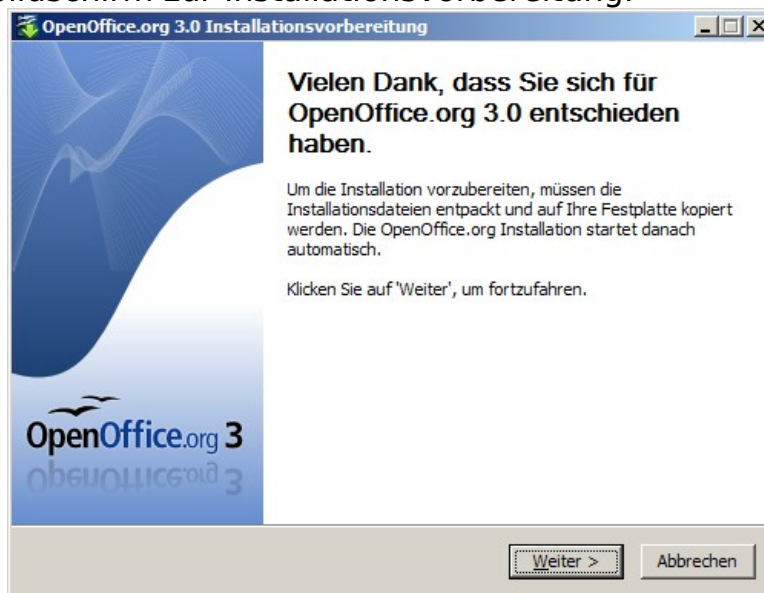 zur Installationsvorbereitung:
OpenOffice.org 3.0 Installationsvorbereitung
Vielen Dank, dass Sie sich für
OpenOffice.org 3.0 entschieden
haben.
Um die Installation vorzubereiten, müssen die
Installationsdateien entpackt und auf Ihre Festplatte kopiert
werden. Die OpenOffice.org Installation startet danach
automatisch.
Klicken Sie auf 'Weiter', um fortzufahren.
OpenOffice.org 3
Weiter >
Abbrechen